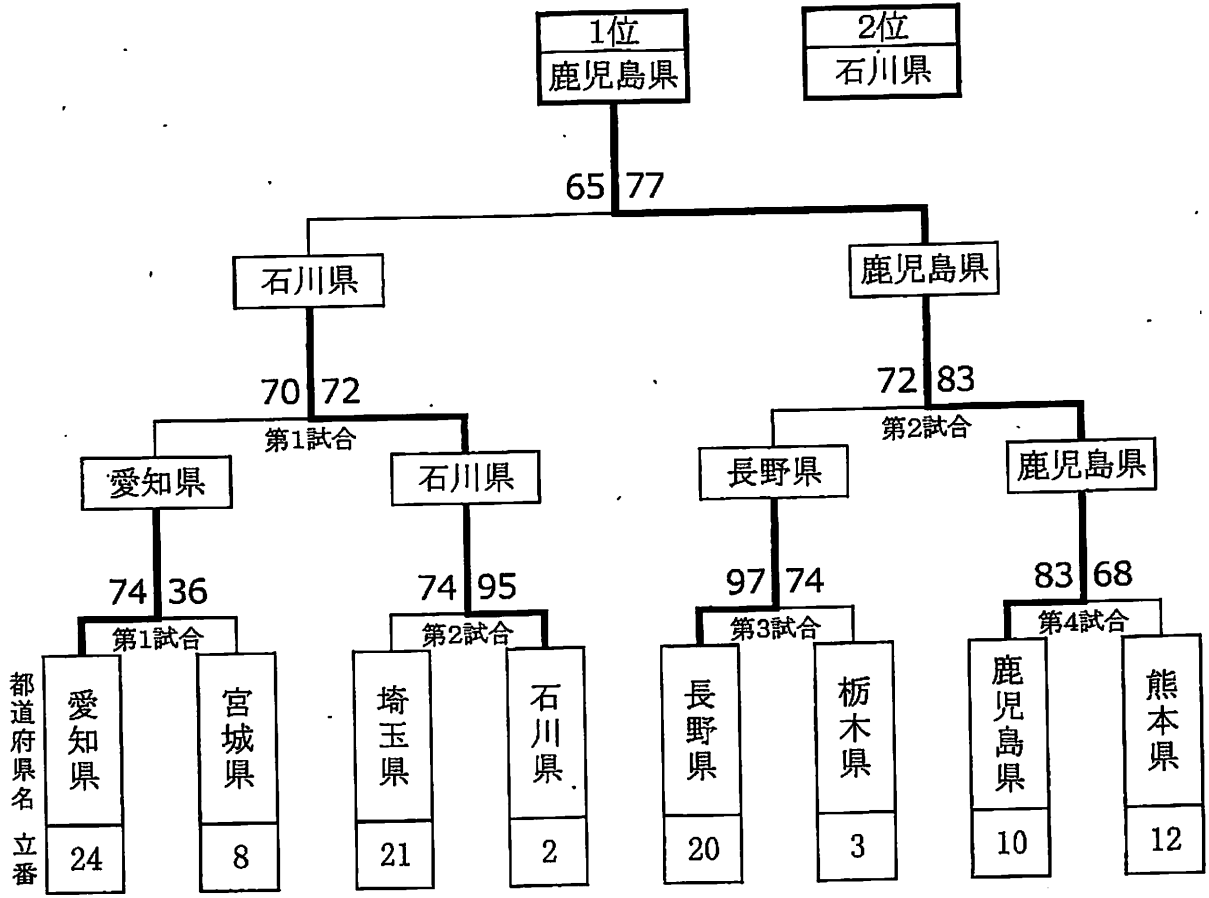 1位
鹿児島県
2位
石川県
65 77
石川県
鹿児島県
70 72
第1試合
72 83
第2試合
愛知県
石川県
長野県
鹿児島県
74 36
第1試合
74 95
第2試合
97 74
第3試合
83 68
第4試合
都道府県名
愛知県
宮城県
埼玉県
石川県
長野県
栃木県
鹿児島県
熊本県
立番
24
8
21
2
20
3
10
12